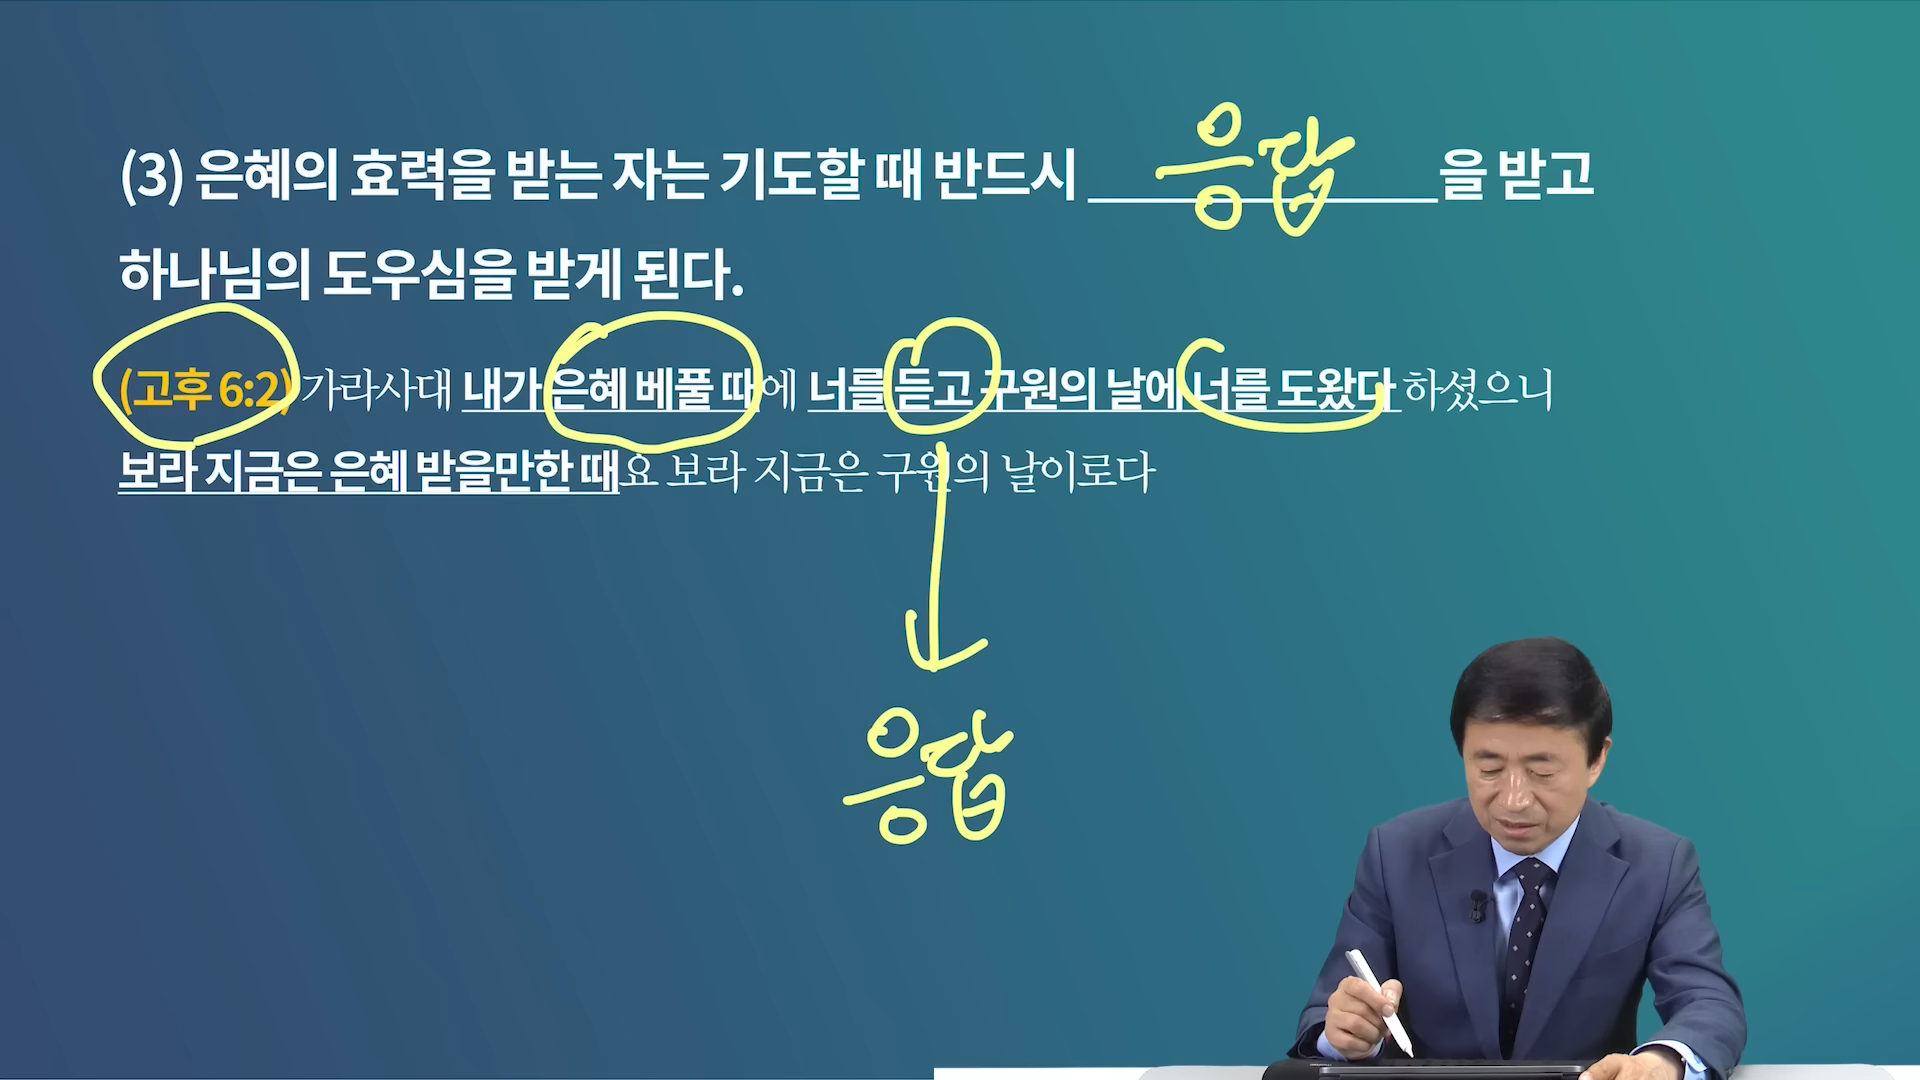 (3) 은혜의 효력을 받는 자는 기도할 때 반드시 응답을 받고
하나님의 도우심을 받게 된다.
(고후 6:2) 가라사대 내가 은혜 베풀 때에 너를 듣고 구원의 날에 너를 도왔다 하셨으니
보라 지금은 은혜 받을만한 때요 보라 지금은 구원의 날이로다
응답